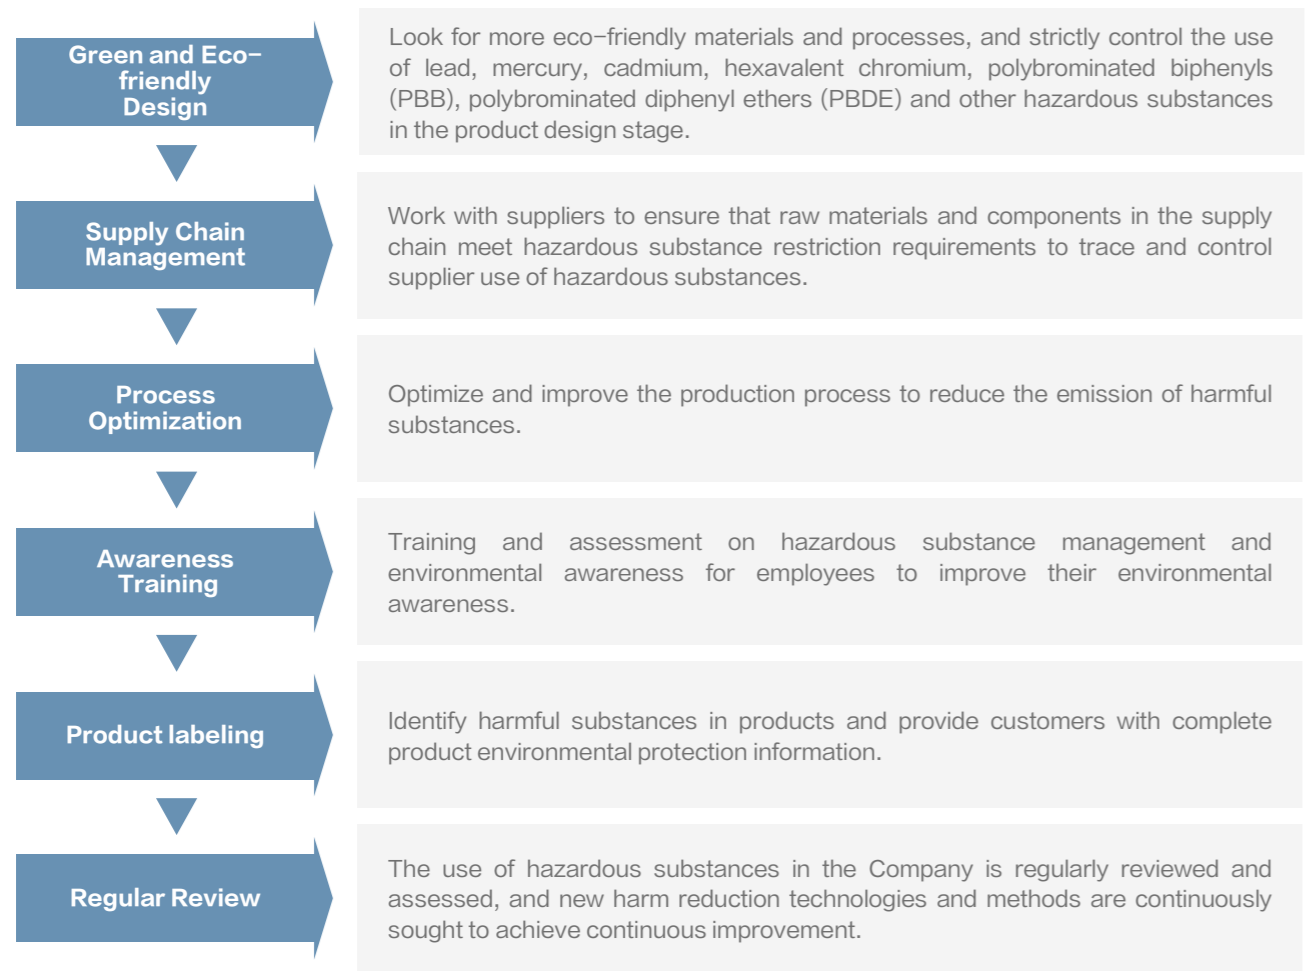 Green and Eco-
friendly
Design
Look for more eco-friendly materials and processes, and strictly control the use
of lead, mercury, cadmium, hexavalent chromium, polybrominated biphenyls
(PBB), polybrominated diphenyl ethers (PBDE) and other hazardous substances
in the product design stage.
Supply Chain
Management
Work with suppliers to ensure that raw materials and components in the supply
chain meet hazardous substance restriction requirements to trace and control
supplier use of hazardous substances.
Process
Optimization
Optimize and improve the production process to reduce the emission of harmful
substances.
Awareness
Training
Training and assessment on hazardous substance management and
environmental awareness for employees to improve their environmental
awareness.
Product labeling
Identify harmful substances in products and provide customers with complete
product environmental protection information.
Regular Review
The use of hazardous substances in the Company is regularly reviewed and
assessed, and new harm reduction technologies and methods are continuously
sought to achieve continuous improvement.